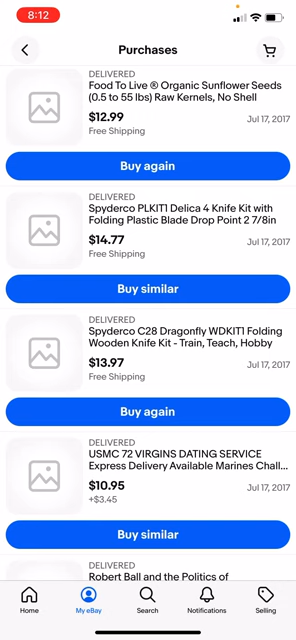 8:12
Purchases
DELIVERED
Food To Live ® Organic Sunflower Seeds
(0.5 to 55 lbs) Raw Kernels, No Shell
$12.99
Jul 17, 2017
Free Shipping
Buy again
DELIVERED
Spyderco PLKIT1 Delica 4 Knife Kit with
Folding Plastic Blade Drop Point 2 7/8in
$14.77
Jul 17, 2017
Free Shipping
Buy similar
DELIVERED
Spyderco C28 Dragonfly WDKIT1 Folding
Wooden Knife Kit - Train, Teach, Hobby
$13.97
Jul 17, 2017
Free Shipping
Buy again
DELIVERED
USMC 72 VIRGINS DATING SERVICE
Express Delivery Available Marines Chall...
$10.95
Jul 17, 2017
+$3.45
Buy similar
DELIVERED
Robert Ball and the Politics of
Home
My eBay
Search
Notifications
Selling